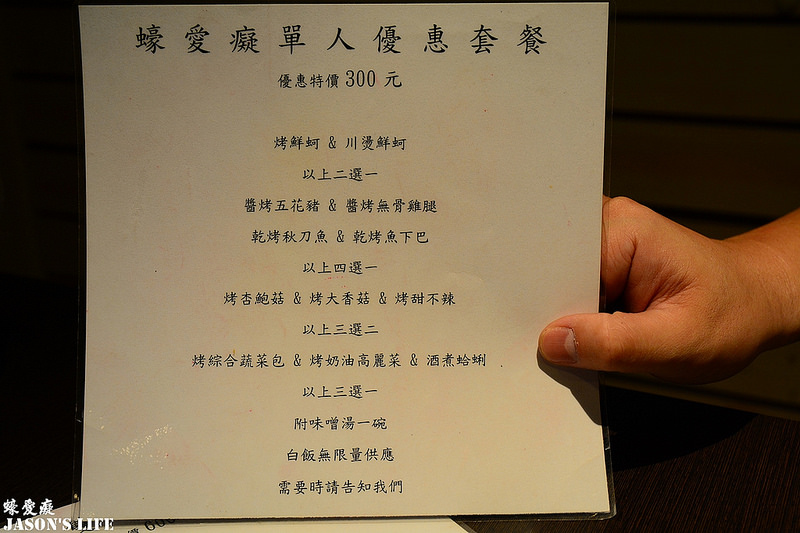 蠔愛癡單人優惠套餐
優惠特價300元
烤鮮蚵 & 川燙鮮蚵
以上二選一
醬烤五花豬 & 醬烤無骨雞腿
乾烤秋刀魚 & 乾烤魚下巴
以上四選一
烤杏鮑菇 & 烤大香菇 & 烤甜不辣
以上三選二
烤綜合蔬菜包 & 烤奶油高麗菜 & 酒煮蛤蜊
以上三選一
附味噌湯一碗
白飯無限量供應
需要時請告知我們
蠔愛癡
JASON'S LIFE